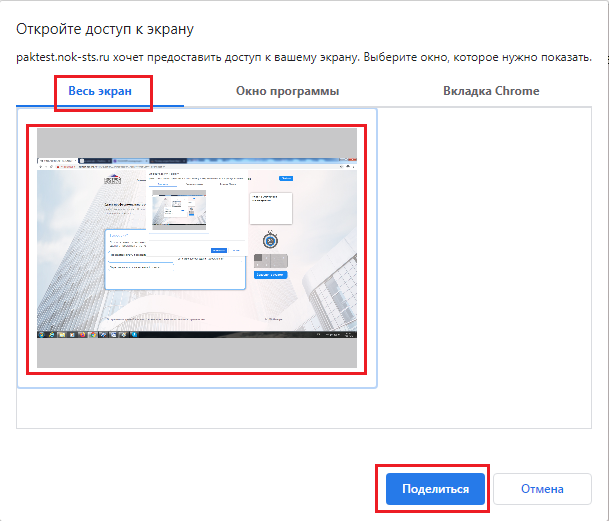 Откройте доступ к экрану
paktest.nok-sts.ru хочет предоставить доступ к вашему экрану. Выберите окно, которое нужно показать.
Весь экран
Окно программы
Вкладка Chrome
Поделиться
Отмена